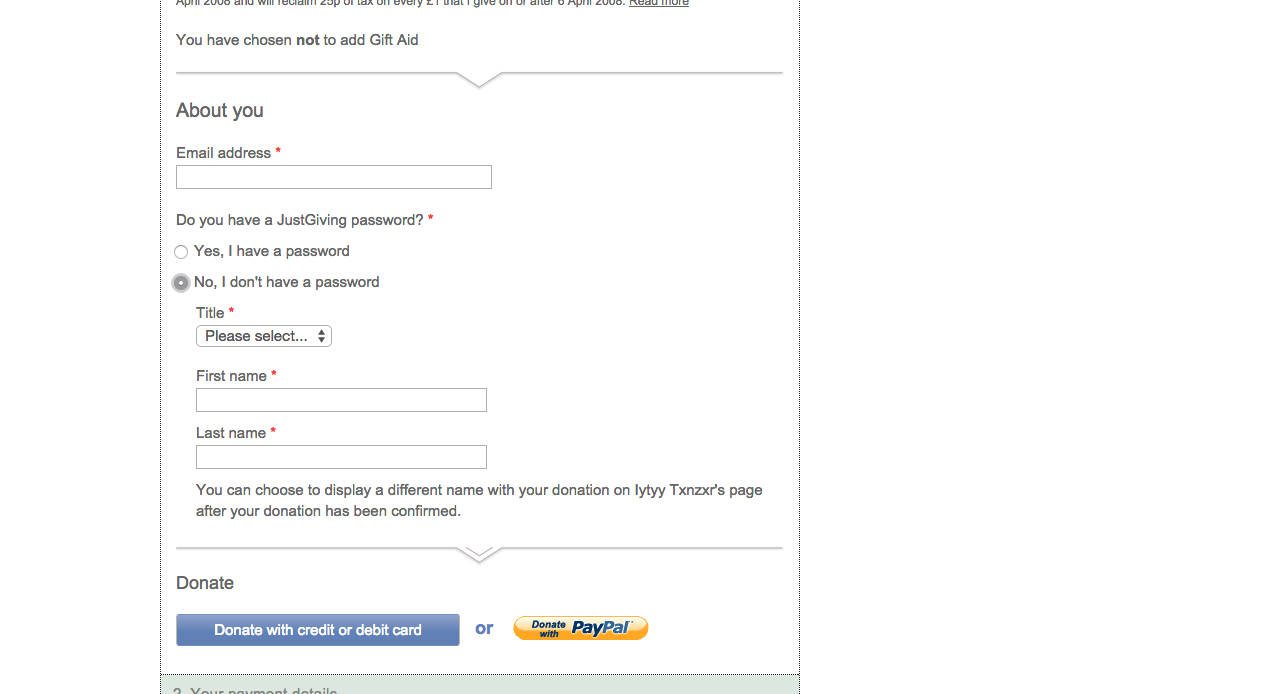 April 2008 and will reclaim 25p of tax on every £1 that I give on or after 6 April 2008. Read more
You have chosen not to add Gift Aid
About you
Email address *
Do you have a JustGiving password? *
Yes, I have a password
No, I don't have a password
Title *
Please select...
First name *
Last name *
You can choose to display a different name with your donation on Iytyy Txnzxr's page
after your donation has been confirmed.
Donate
Donate with credit or debit card or Donate with PayPal
2. Your payment details